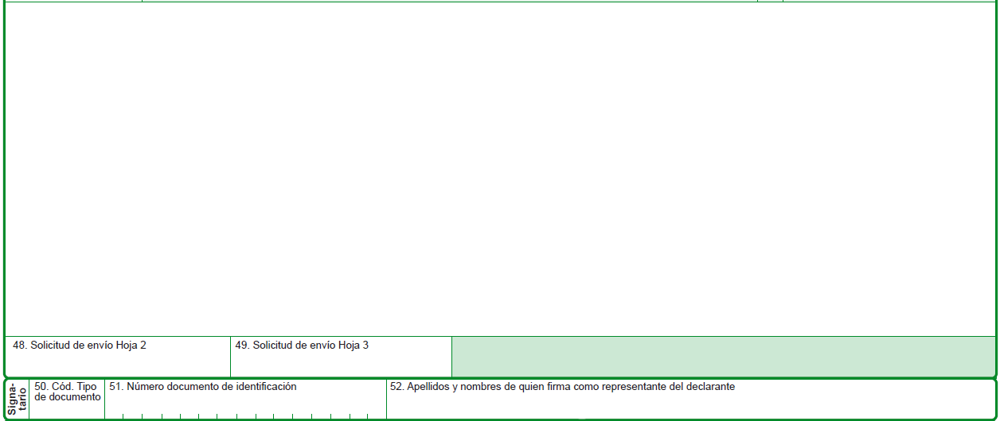 48. Solicitud de envío Hoja 2
49. Solicitud de envío Hoja 3
Signa-
tario
50. Cód. Tipo
de documento
51. Número documento de identificación
52. Apellidos y nombres de quien firma como representante del declarante